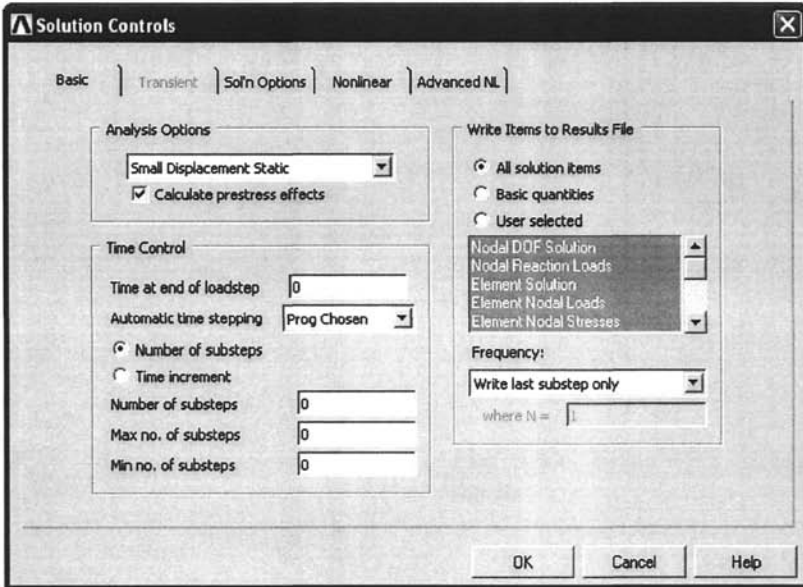 Solution Controls
Basic
Transient
Sol'n Options
Nonlinear
Advanced NL
Analysis Options
Small Displacement Static
Calculate prestress effects
Time Control
Time at end of loadstep 0
Automatic time stepping Prog Chosen
Number of substeps
Time increment
Number of substeps 0
Max no. of substeps 0
Min no. of substeps 0
Write Items to Results File
All solution items
Basic quantities
User selected
Nodal DOF Solution
Nodal Reaction Loads
Element Solution
Element Nodal Loads
Element Nodal Stresses
Frequency:
Write last substep only
where N = 1
OK
Cancel
Help